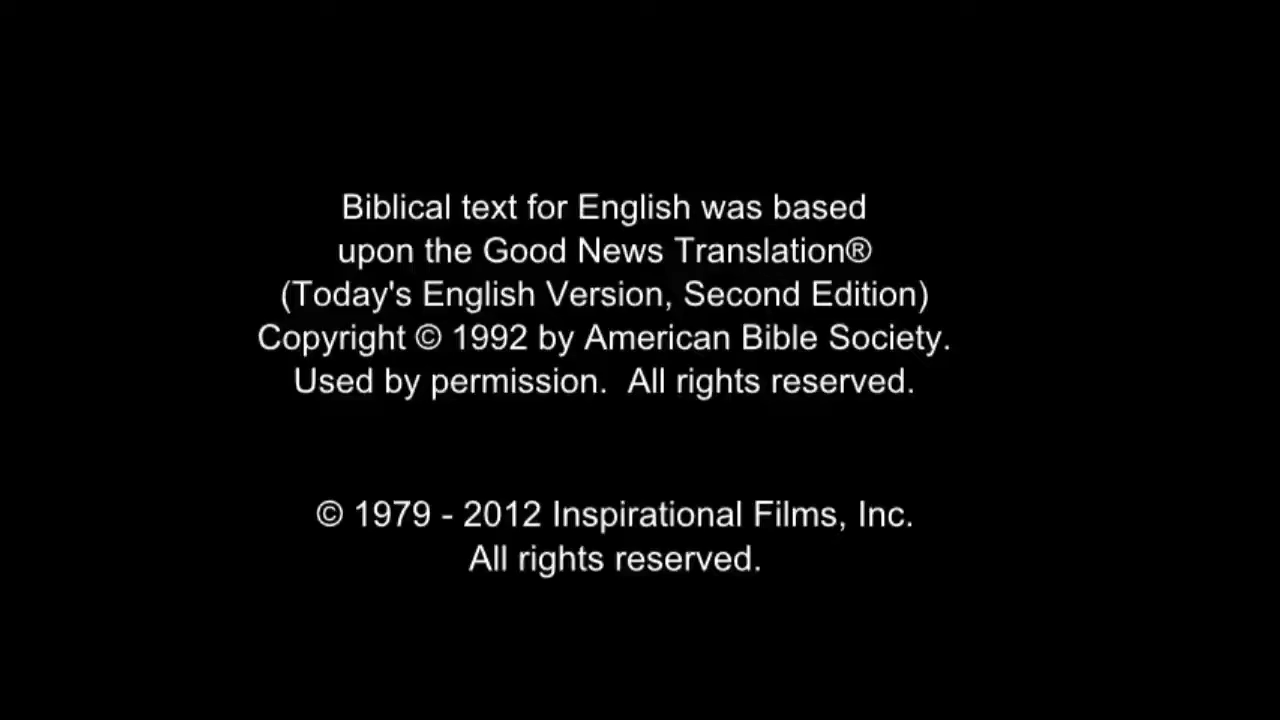 Biblical text for English was based
upon the Good News Translation®
(Today's English Version, Second Edition)
Copyright © 1992 by American Bible Society.
Used by permission.  All rights reserved.
© 1979 - 2012 Inspirational Films, Inc.
All rights reserved.